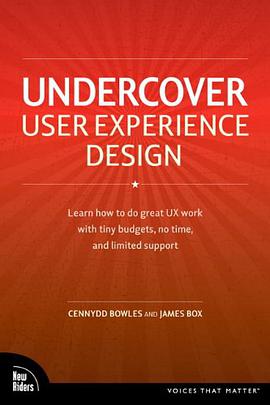 UNDERCOVER
USER EXPERIENCE
DESIGN
Learn how to do great UX work
with tiny budgets, no time,
and limited support
CENNYDD BOWLES AND JAMES BOX
New
Riders
VOICES THAT MATTER™